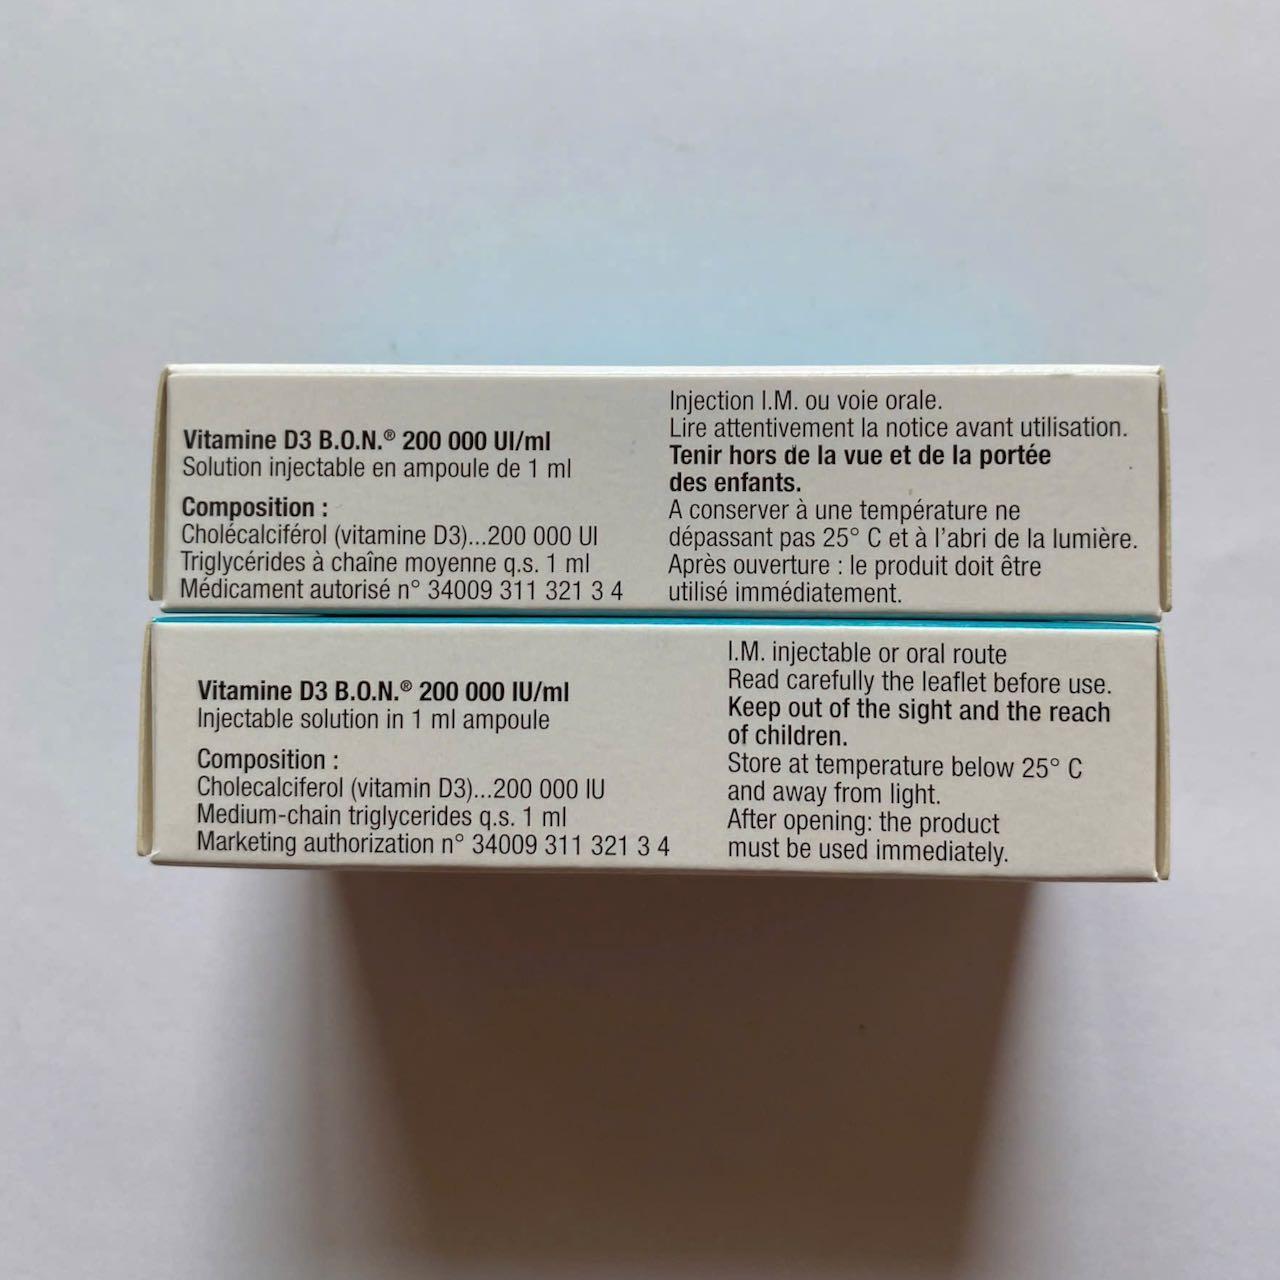 Vitamine D3 B.O.N.® 200 000 UI/ml
Solution injectable en ampoule de 1 ml
Composition :
Cholécalciférol (vitamine D3)...200 000 UI
Triglycérides à chaîne moyenne q.s. 1 ml
Médicament autorisé n° 34009 311 321 3 4
Injection I.M. ou voie orale.
Lire attentivement la notice avant utilisation.
Tenir hors de la vue et de la portée
des enfants.
A conserver à une température ne
dépassant pas 25° C et à l'abri de la lumière.
Après ouverture : le produit doit être
utilisé immédiatement.
Vitamine D3 B.O.N.® 200 000 IU/ml
Injectable solution in 1 ml ampoule
Composition :
Cholecalciferol (vitamin D3)...200 000 IU
Medium-chain triglycerides q.s. 1 ml
Marketing authorization n° 34009 311 321 3 4
I.M. injectable or oral route
Read carefully the leaflet before use.
Keep out of the sight and the reach
of children.
Store at temperature below 25° C
and away from light.
After opening: the product
must be used immediately.